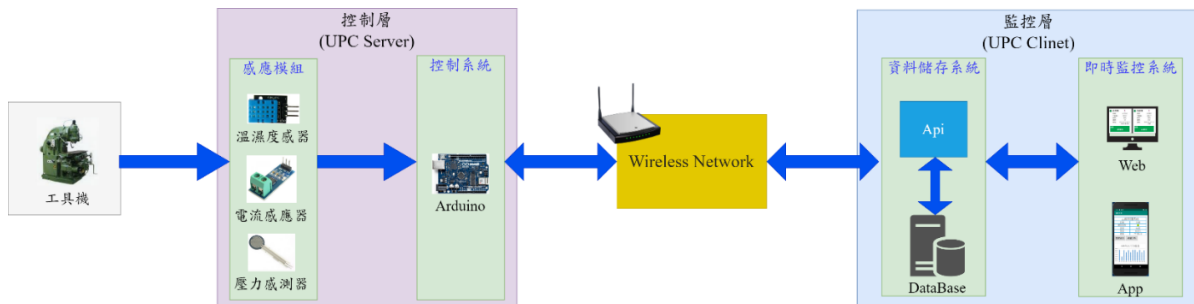 工具機
控制層
(UPC Server)
感應模組
溫濕度感器
電流感應器
壓力感測器
控制系統
Arduino
Wireless Network
監控層
(UPC Clinet)
資料儲存系統
Api
DataBase
即時監控系統
Web
App